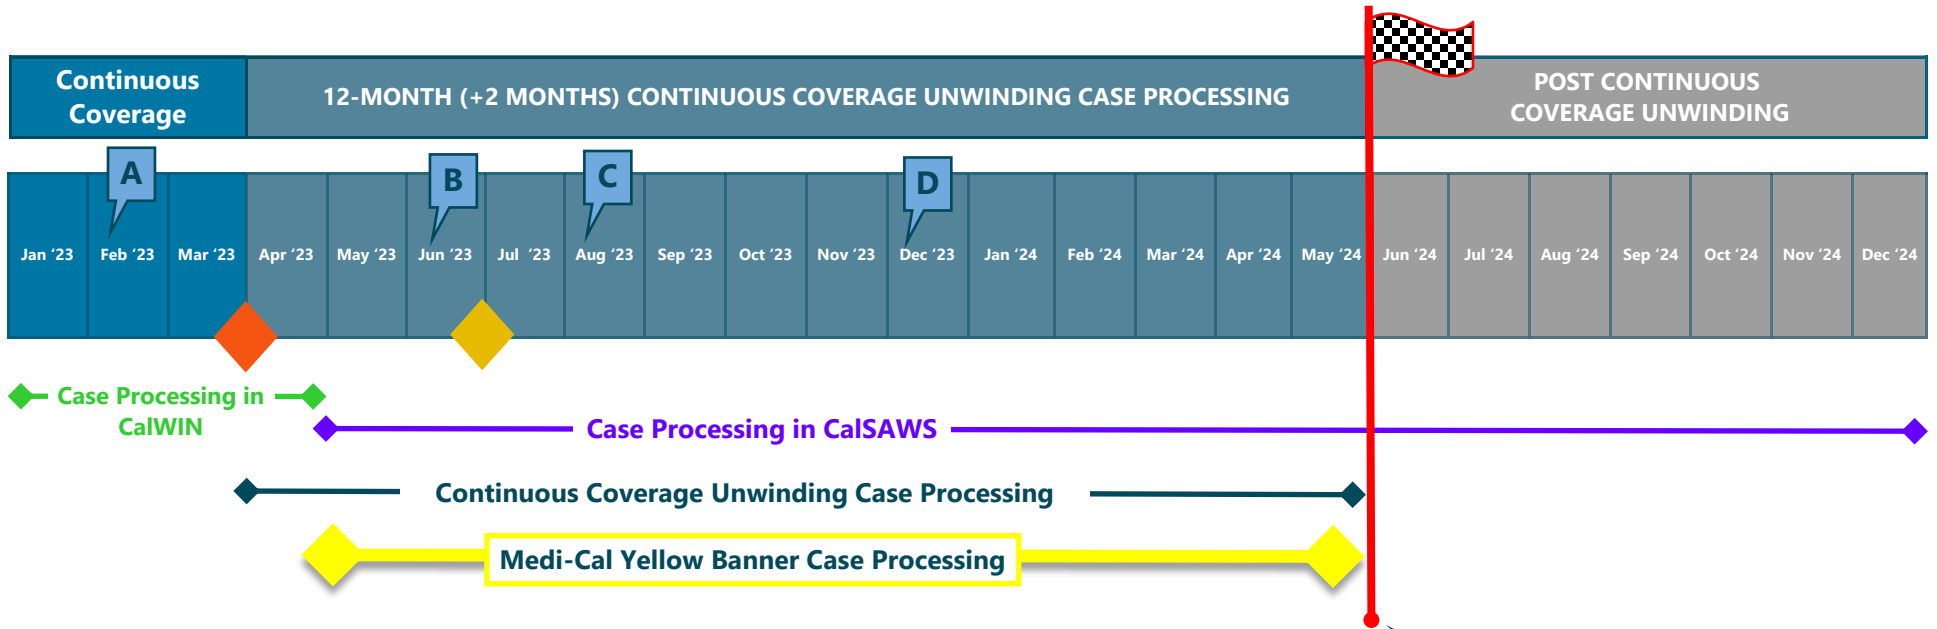 Continuous
Coverage
12-MONTH (+2 MONTHS) CONTINUOUS COVERAGE UNWINDING CASE PROCESSING
POST CONTINUOUS
COVERAGE UNWINDING
A
B
C
D
Jan ‘23
Feb ‘23
Mar ‘23
Apr ‘23
May ‘23
Jun ‘23
Jul ‘23
Aug ‘23
Sep ‘23
Oct ‘23
Nov ‘23
Dec ‘23
Jan ‘24
Feb ‘24
Mar ‘24
Apr ‘24
May ‘24
Jun ‘24
Jul ‘24
Aug ‘24
Sep ‘24
Oct ‘24
Nov ‘24
Dec ‘24
Case Processing in
CalWIN
Case Processing in CalSAWS
Continuous Coverage Unwinding Case Processing
Medi-Cal Yellow Banner Case Processing